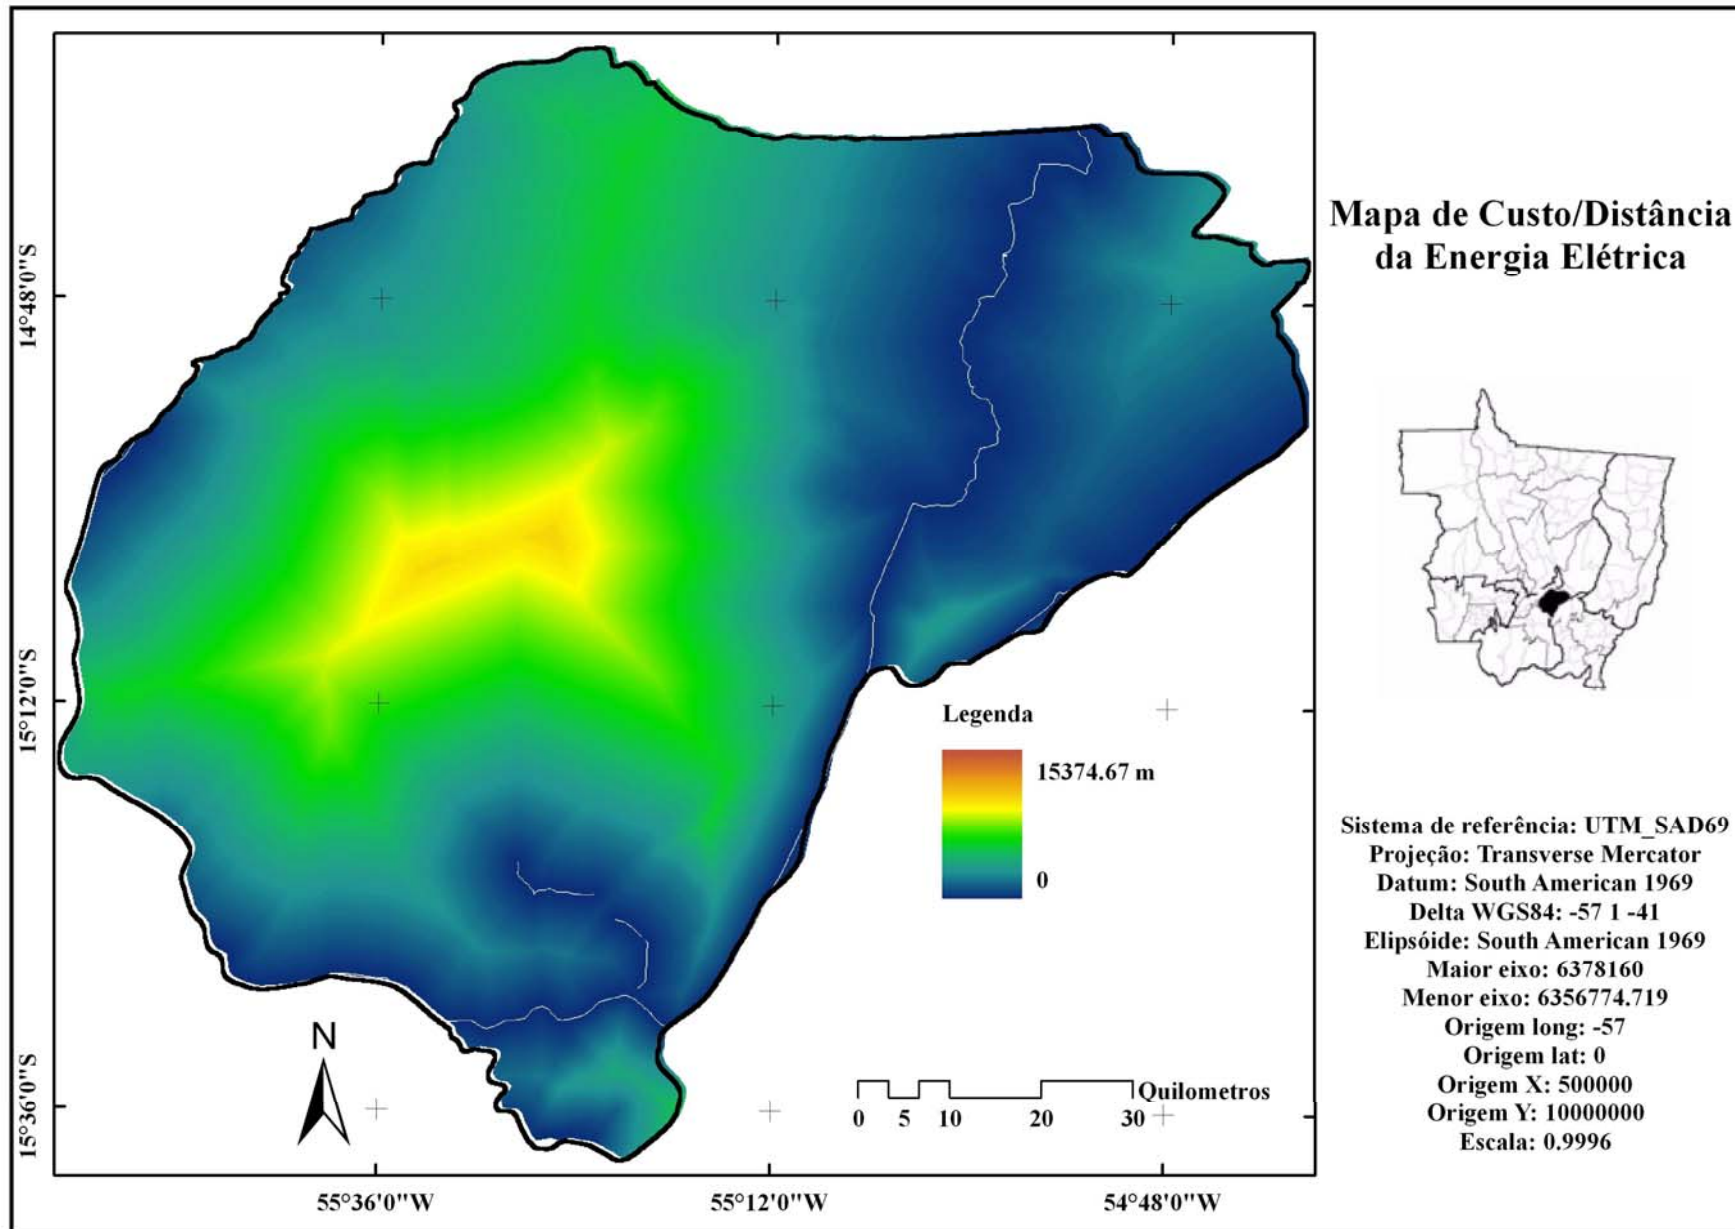 Mapa de Custo/Distância
da Energia Elétrica
14°48'0"S
15°12'0"S
15°36'0"S
Legenda
15374.67 m
0
N
Quilometros
0 5 10 20 30
55°36'0"W 55°12'0"W 54°48'0"W
Sistema de referência: UTM_SAD69
Projeção: Transverse Mercator
Datum: South American 1969
Delta WGS84: -57 1 -41
Elipsóide: South American 1969
Maior eixo: 6378160
Menor eixo: 6356774.719
Origem long: -57
Origem lat: 0
Origem X: 500000
Origem Y: 10000000
Escala: 0.9996